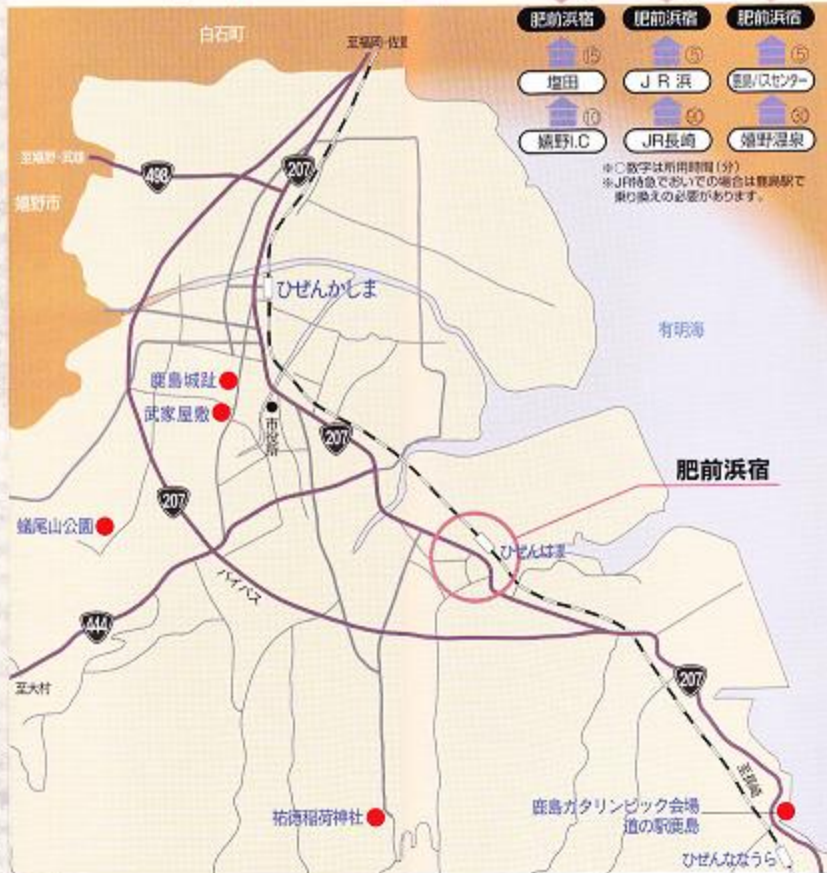 白石町
至福岡・佐賀
肥前浜宿
肥前浜宿
肥前浜宿
⑮
⑤
⑤
塩田
JR浜
鹿島バスセンター
⑩
90
㉚
嬉野I.C
JR長崎
嬉野温泉
※○数字は所用時間(分)
※JR特急でおいでの場合は鹿島駅で
乗り換えの必要があります。
至嬉野・武雄
498
207
嬉野市
ひぜんかしま
有明海
鹿島城趾
武家屋敷
市役所
207
肥前浜宿
207
蟻尾山公園
ひぜんはま
バイパス
444
至大村
207
至長崎
祐徳稲荷神社
鹿島ガタリンピック会場
道の駅鹿島
ひぜんななうら